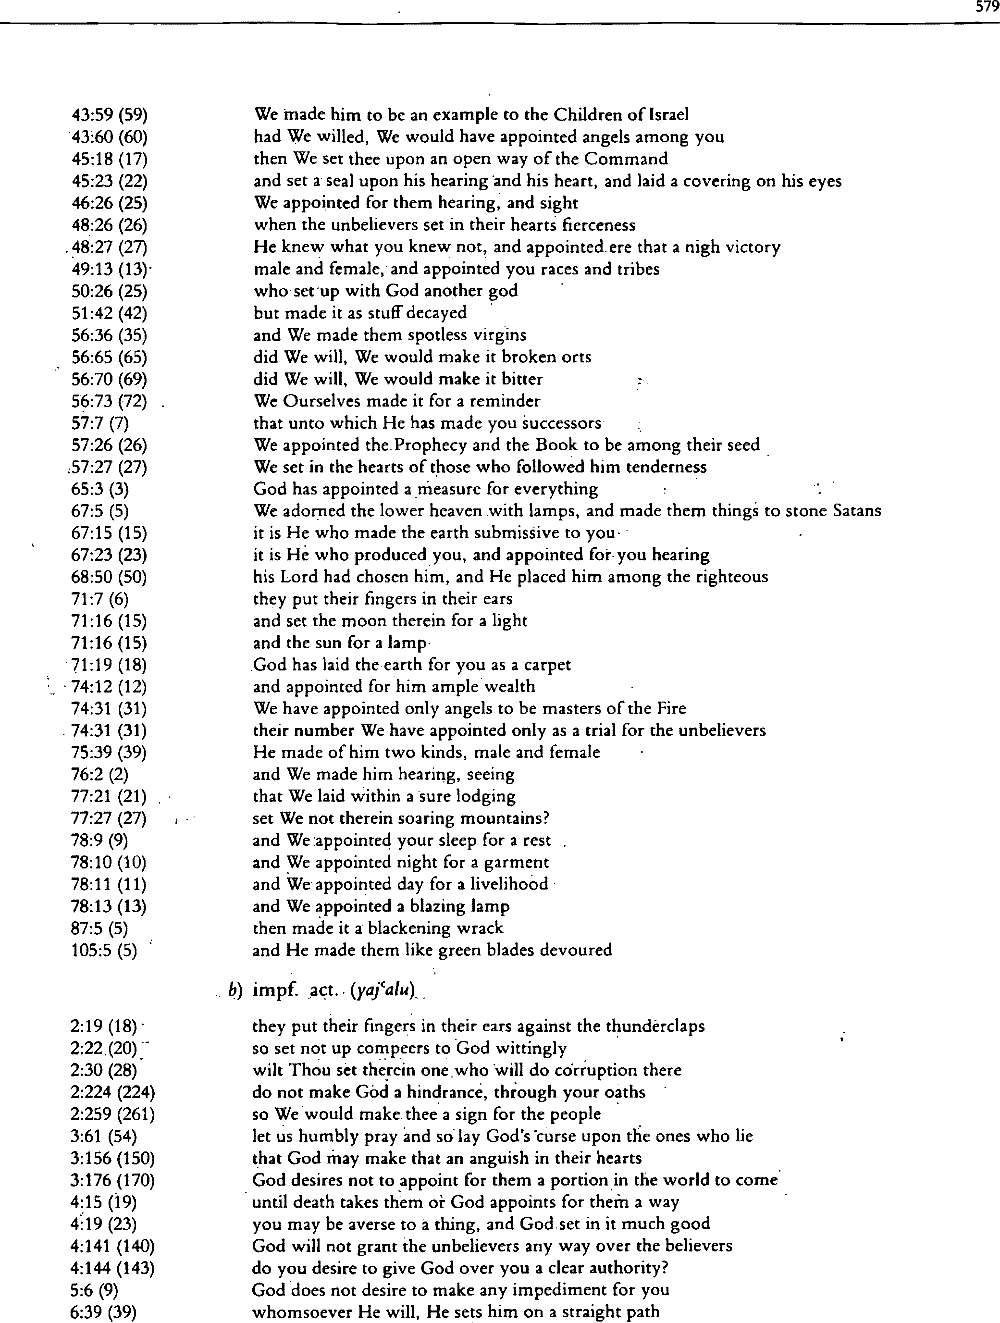 579
43:59 (59) We made him to be an example to the Children of Israel
43:60 (60) had We willed, We would have appointed angels among you
45:18 (17) then We set thee upon an open way of the Command
45:23 (22) and set a seal upon his hearing and his heart, and laid a covering on his eyes
46:26 (25) We appointed for them hearing, and sight
48:26 (26) when the unbelievers set in their hearts fierceness
48:27 (27) He knew what you knew not, and appointed ere that a nigh victory
49:13 (13) male and female, and appointed you races and tribes
50:26 (25) who set up with God another god
51:42 (42) but made it as stuff decayed
56:36 (35) and We made them spotless virgins
56:65 (65) did We will, We would make it broken orts
56:70 (69) did We will, We would make it bitter
56:73 (72) We Ourselves made it for a reminder
57:7 (7) that unto which He has made you successors
57:26 (26) We appointed the Prophecy and the Book to be among their seed
57:27 (27) We set in the hearts of those who followed him tenderness
65:3 (3) God has appointed a measure for everything
67:5 (5) We adorned the lower heaven with lamps, and made them things to stone Satans
67:15 (15) it is He who made the earth submissive to you
67:23 (23) it is He who produced you, and appointed for you hearing
68:50 (50) his Lord had chosen him, and He placed him among the righteous
71:7 (6) they put their fingers in their ears
71:16 (15) and set the moon therein for a light
71:16 (15) and the sun for a lamp
71:19 (18) God has laid the earth for you as a carpet
74:12 (12) and appointed for him ample wealth
74:31 (31) We have appointed only angels to be masters of the Fire
74:31 (31) their number We have appointed only as a trial for the unbelievers
75:39 (39) He made of him two kinds, male and female
76:2 (2) and We made him hearing, seeing
77:21 (21) that We laid within a sure lodging
77:27 (27) set We not therein soaring mountains?
78:9 (9) and We appointed your sleep for a rest
78:10 (10) and We appointed night for a garment
78:11 (11) and We appointed day for a livelihood
78:13 (13) and We appointed a blazing lamp
87:5 (5) then made it a blackening wrack
105:5 (5) and He made them like green blades devoured
b) impf. act. (yajʿalu)
2:19 (18) they put their fingers in their ears against the thunderclaps
2:22 (20) so set not up compeers to God wittingly
2:30 (28) wilt Thou set therein one who will do corruption there
2:224 (224) do not make God a hindrance, through your oaths
2:259 (261) so We would make thee a sign for the people
3:61 (54) let us humbly pray and so lay God's curse upon the ones who lie
3:156 (150) that God may make that an anguish in their hearts
3:176 (170) God desires not to appoint for them a portion in the world to come
4:15 (19) until death takes them or God appoints for them a way
4:19 (23) you may be averse to a thing, and God set in it much good
4:141 (140) God will not grant the unbelievers any way over the believers
4:144 (143) do you desire to give God over you a clear authority?
5:6 (9) God does not desire to make any impediment for you
6:39 (39) whomsoever He will, He sets him on a straight path